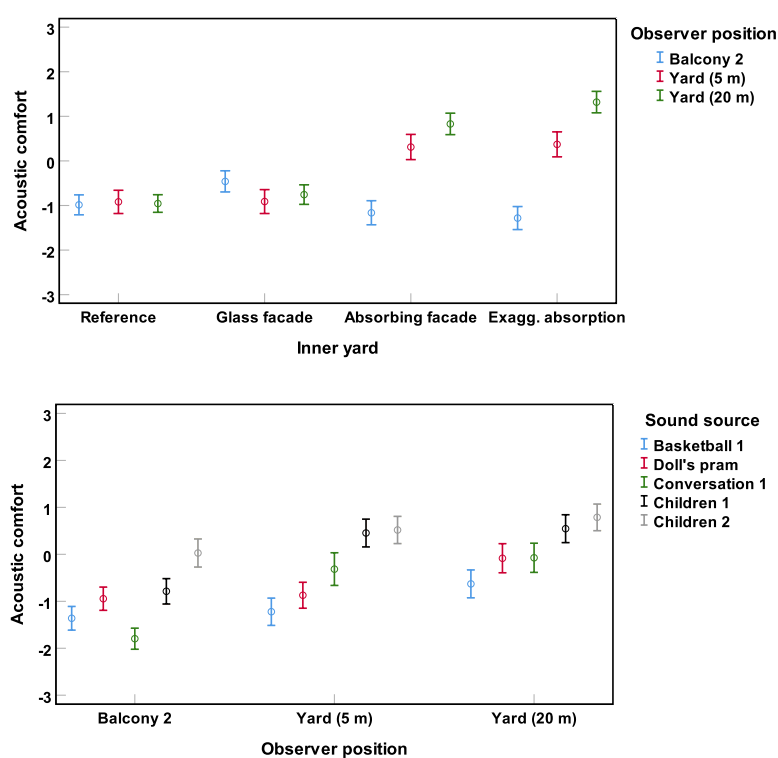 3
2
1
0
-1
-2
-3
Acoustic comfort
Reference Glass facade Absorbing facade Exagg. absorption
Inner yard
Observer position
Balcony 2
Yard (5 m)
Yard (20 m)
3
2
1
0
-1
-2
-3
Acoustic comfort
Balcony 2 Yard (5 m) Yard (20 m)
Observer position
Sound source
Basketball 1
Doll's pram
Conversation 1
Children 1
Children 2